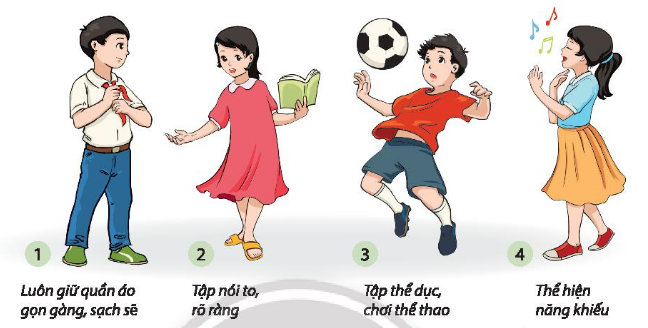 1
Luôn giữ quần áo
gọn gàng, sạch sẽ
2
Tập nói to,
rõ ràng
3
Tập thể dục,
chơi thể thao
4
Thể hiện
năng khiếu